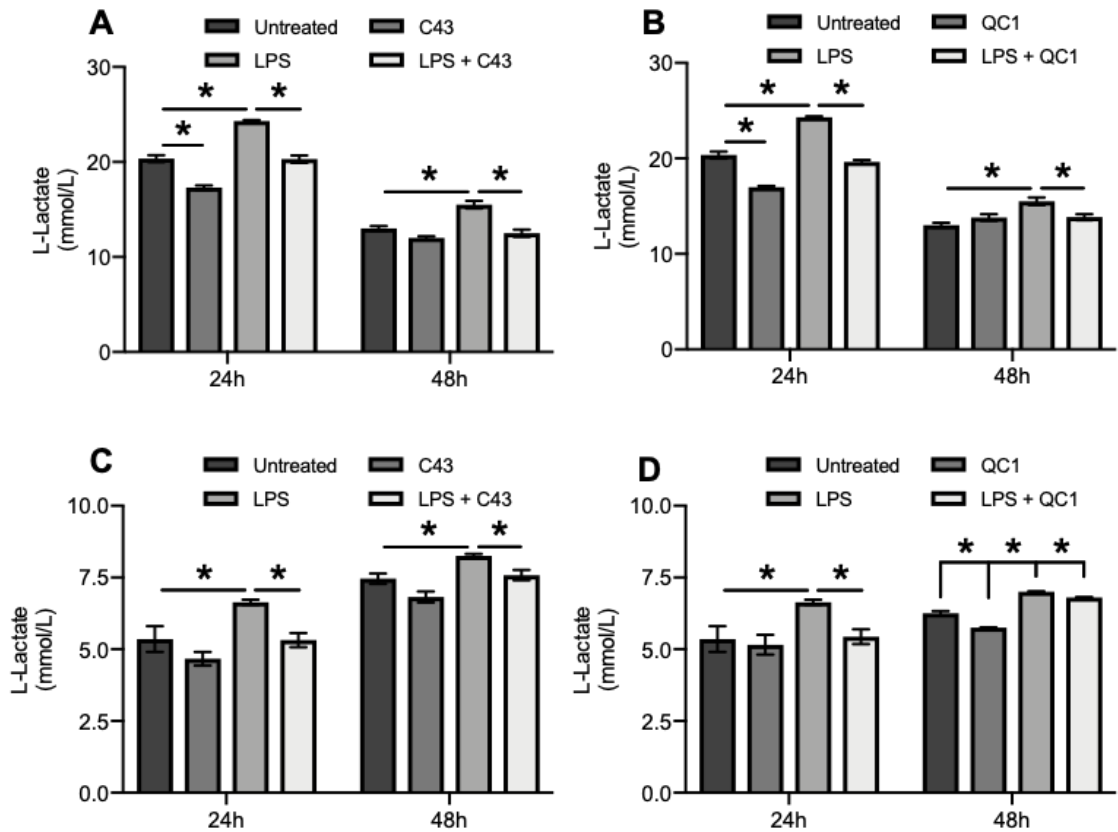 A
Untreated C43
LPS LPS + C43
30
20
10
0
L-Lactate
(mmol/L)
* * *
* *
24h 48h
B
Untreated QC1
LPS LPS + QC1
30
20
10
0
L-Lactate
(mmol/L)
* * *
* *
24h 48h
C
Untreated C43
LPS LPS + C43
10.0
7.5
5.0
2.5
0.0
L-Lactate
(mmol/L)
* *
* *
24h 48h
D
Untreated QC1
LPS LPS + QC1
10.0
7.5
5.0
2.5
0.0
L-Lactate
(mmol/L)
* *
* * *
24h 48h